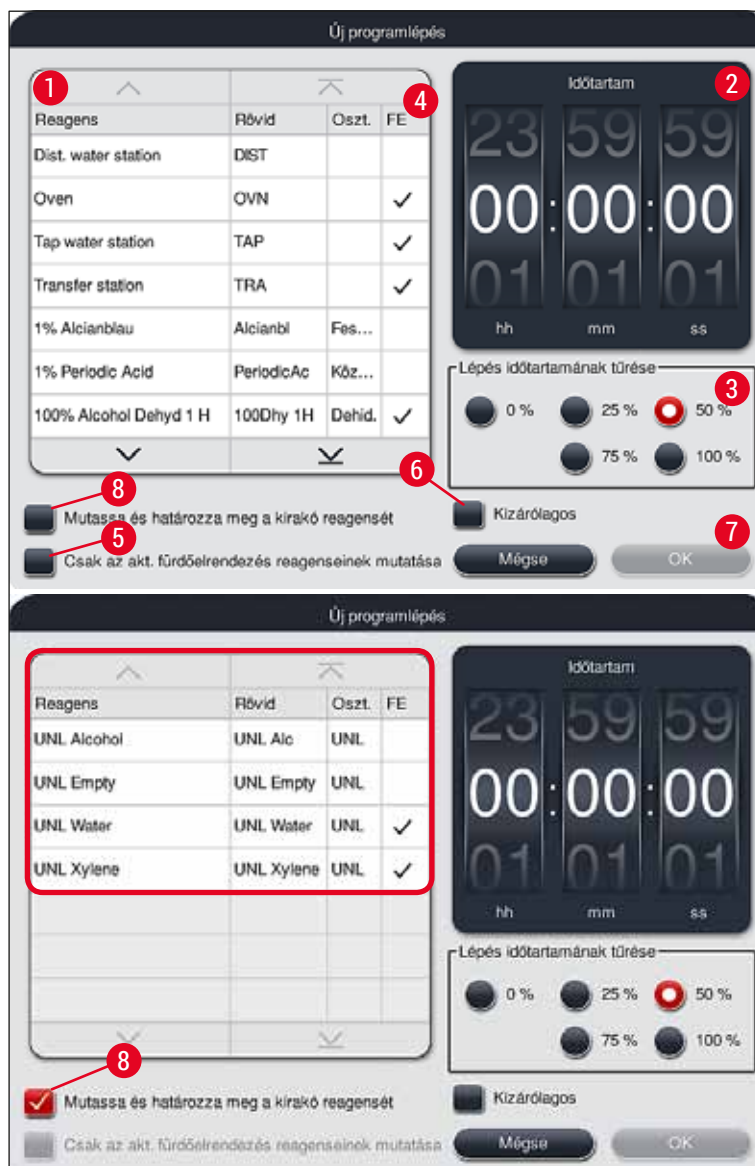 Új programlépés
1
4
Reagens Rövid Oszt. FE
Dist. water station DIST
Oven OVN ✓
Tap water station TAP ✓
Transfer station TRA ✓
1% Alcianblau Alcianbl Fes...
1% Periodic Acid PeriodicAc Köz...
100% Alcohol Dehyd 1 H 100Dhy 1H Dehid. ✓
Időtartam 2
23 59 59
00:00:00
01 01 01
hh mm ss
Lépés időtartamának tűrése
3
0 % 25 % 50 %
75 % 100 %
8
Mutassa és határozza meg a kirakó reagensét
5
Csak az akt. fürdőelrendezés reagenseinek mutatása
6
Kizárólagos
7
Mégse OK
Új programlépés
Reagens Rövid Oszt. FE
UNL Alcohol UNL Alc UNL
UNL Empty UNL Empty UNL
UNL Water UNL Water UNL ✓
UNL Xylene UNL Xylene UNL ✓
Időtartam
23 59 59
00:00:00
01 01 01
hh mm ss
Lépés időtartamának tűrése
0 % 25 % 50 %
75 % 100 %
8
Mutassa és határozza meg a kirakó reagensét
Csak az akt. fürdőelrendezés reagenseinek mutatása
Kizárólagos
Mégse OK